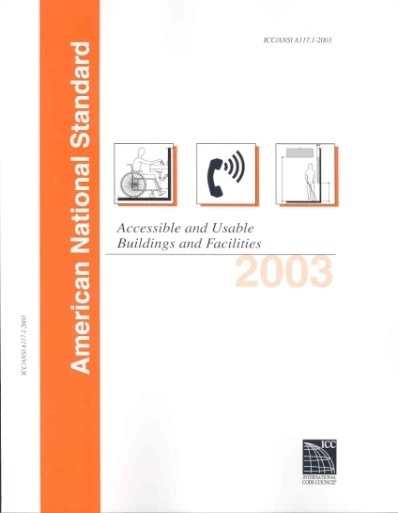 ICC/ANSI A117.1-2003
American National Standard
Accessible and Usable
Buildings and Facilities
2003
ICC/ANSI A117.1-2003
ICC
INTERNATIONAL
CODE COUNCIL®